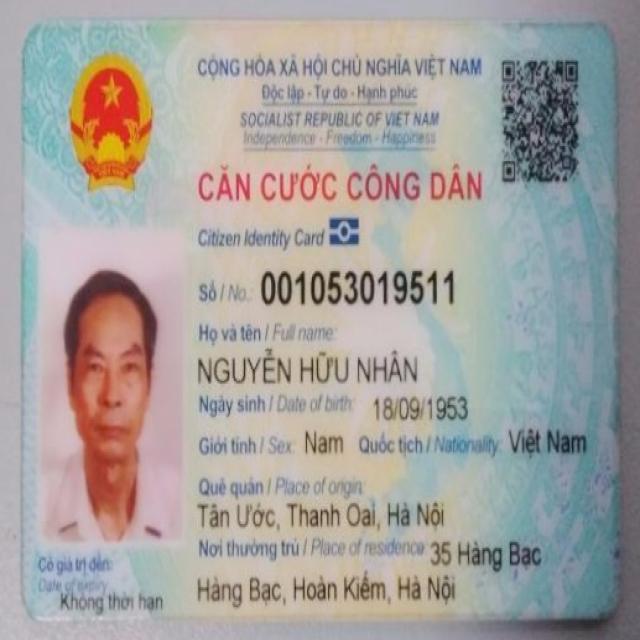 CỘNG HÒA XÃ HỘI CHỦ NGHĨA VIỆT NAM
Độc lập - Tự do - Hạnh phúc
SOCIALIST REPUBLIC OF VIET NAM
Independence - Freedom - Happiness
CĂN CƯỚC CÔNG DÂN
Citizen Identity Card
Số / No.: 001053019511
Họ và tên / Full name:
NGUYỄN HỮU NHÂN
Ngày sinh / Date of birth: 18/09/1953
Giới tính / Sex: Nam Quốc tịch / Nationality: Việt Nam
Quê quán / Place of origin:
Tân Ước, Thanh Oai, Hà Nội
Nơi thường trú / Place of residence: 35 Hàng Bạc
Hàng Bạc, Hoàn Kiếm, Hà Nội
Có giá trị đến:
Date of expiry
Không thời hạn